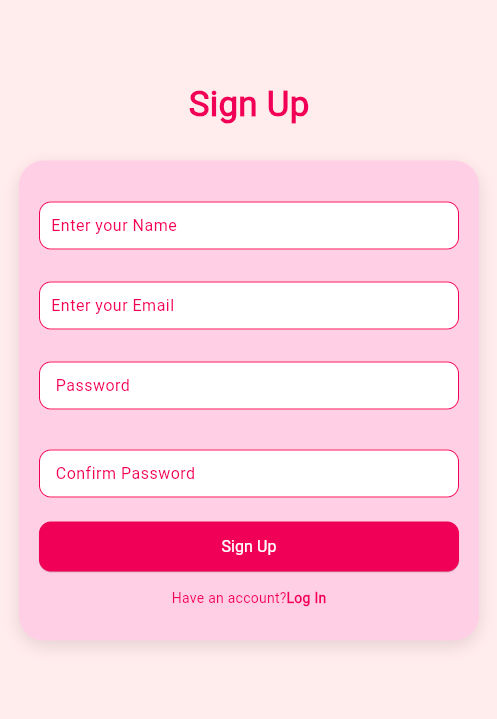 Sign Up
Enter your Name
Enter your Email
Password
Confirm Password
Sign Up
Have an account?Log In